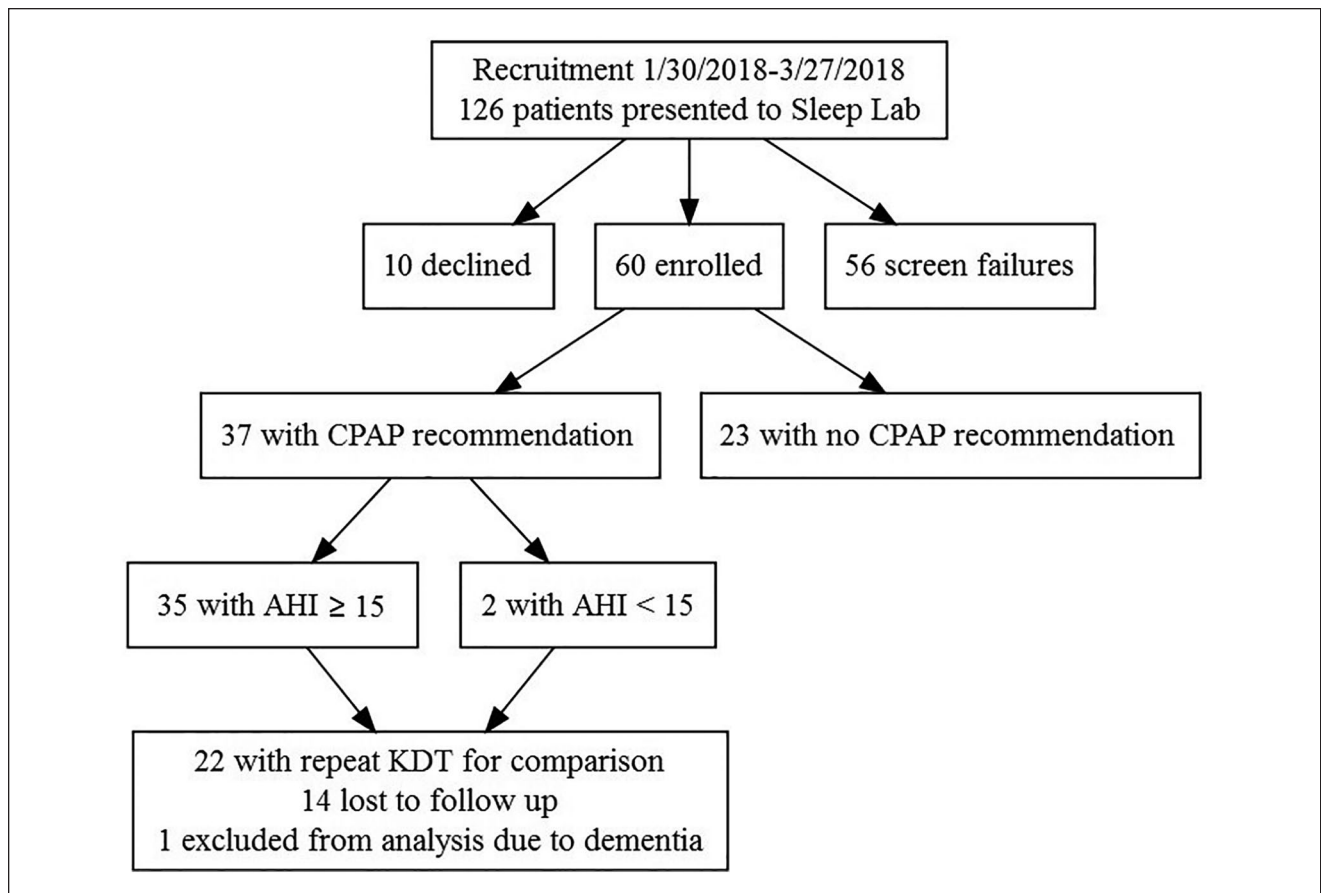 Recruitment 1/30/2018-3/27/2018
126 patients presented to Sleep Lab
10 declined
60 enrolled
56 screen failures
37 with CPAP recommendation
23 with no CPAP recommendation
35 with AHI ≥ 15
2 with AHI < 15
22 with repeat KDT for comparison
14 lost to follow up
1 excluded from analysis due to dementia